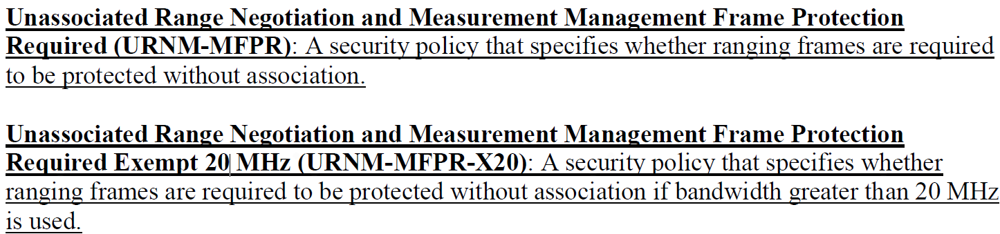 Unassociated Range Negotiation and Measurement Management Frame Protection
Required (URNM-MFPR): A security policy that specifies whether ranging frames are required
to be protected without association.
Unassociated Range Negotiation and Measurement Management Frame Protection
Required Exempt 20 MHz (URNM-MFPR-X20): A security policy that specifies whether
ranging frames are required to be protected without association if bandwidth greater than 20 MHz
is used.